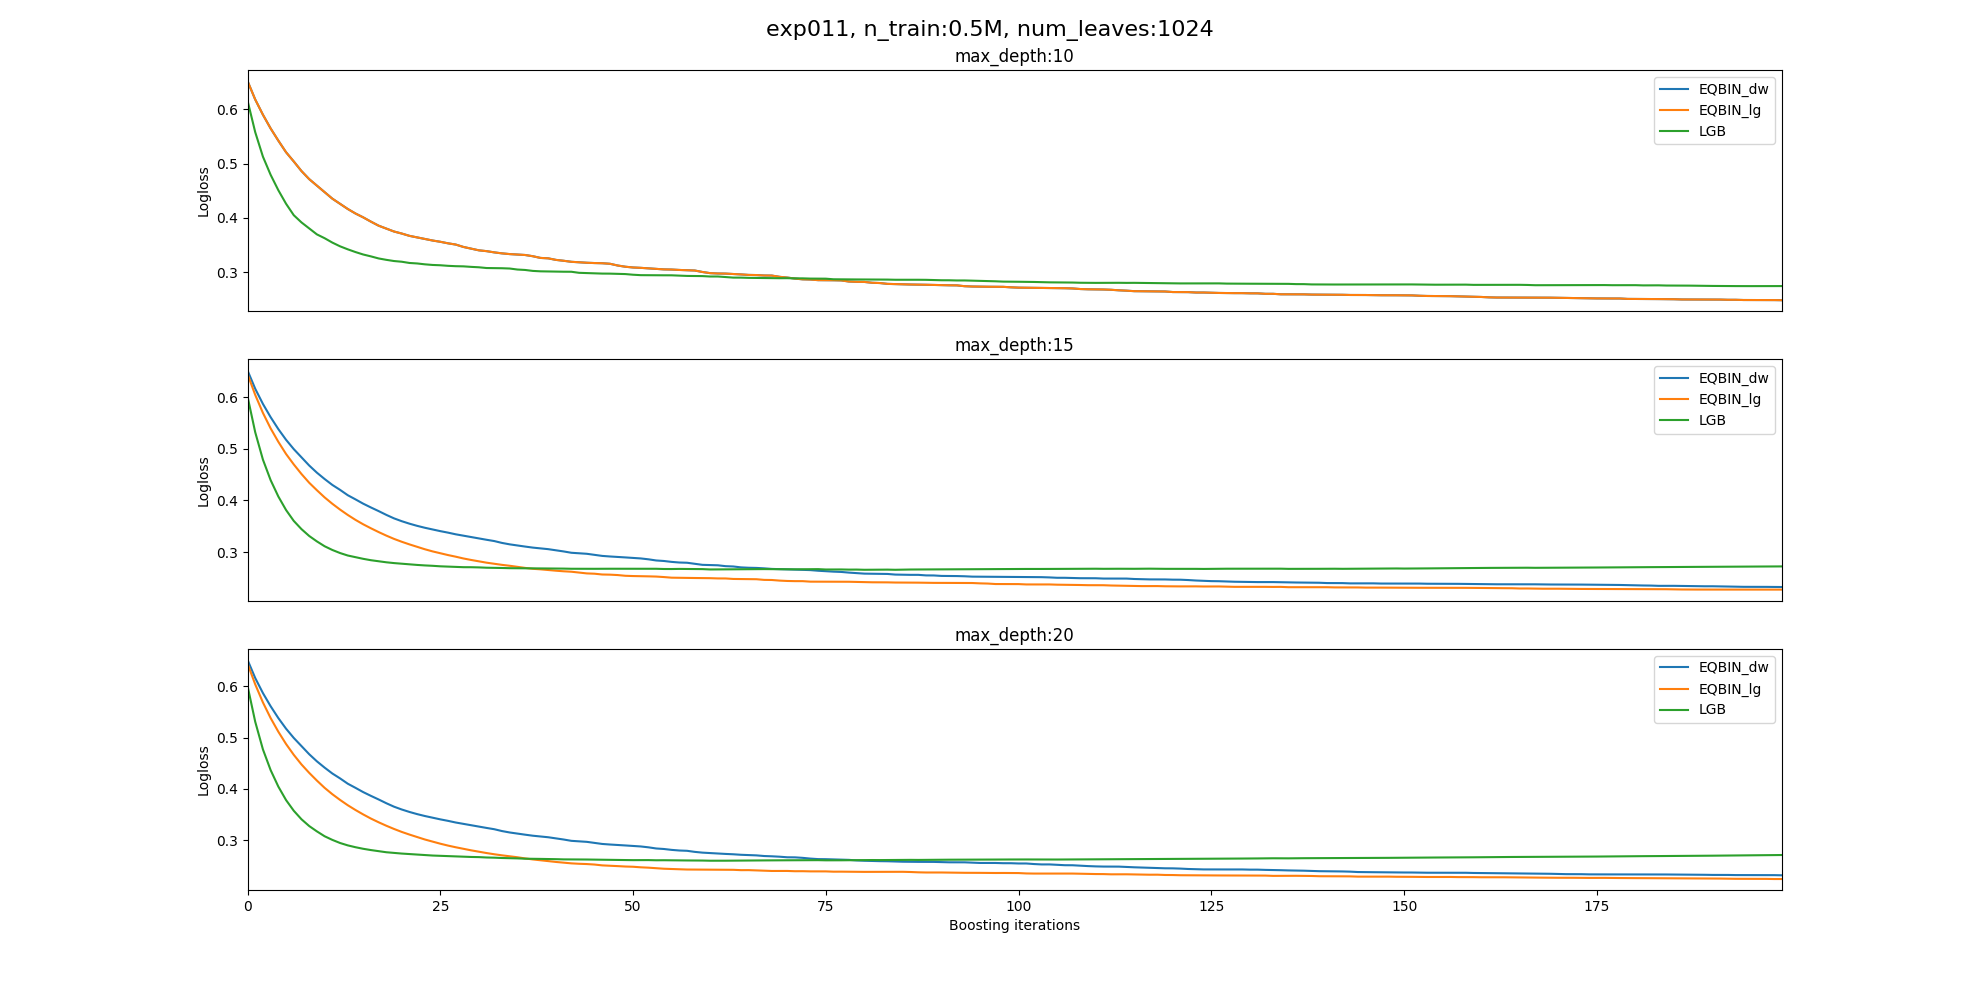 exp011, n_train:0.5M, num_leaves:1024
max_depth:10
0.6
0.5
0.4
0.3
Logloss
EQBIN_dw
EQBIN_lg
LGB
max_depth:15
0.6
0.5
0.4
0.3
Logloss
EQBIN_dw
EQBIN_lg
LGB
max_depth:20
0.6
0.5
0.4
0.3
Logloss
EQBIN_dw
EQBIN_lg
LGB
0 25 50 75 100 125 150 175
Boosting iterations